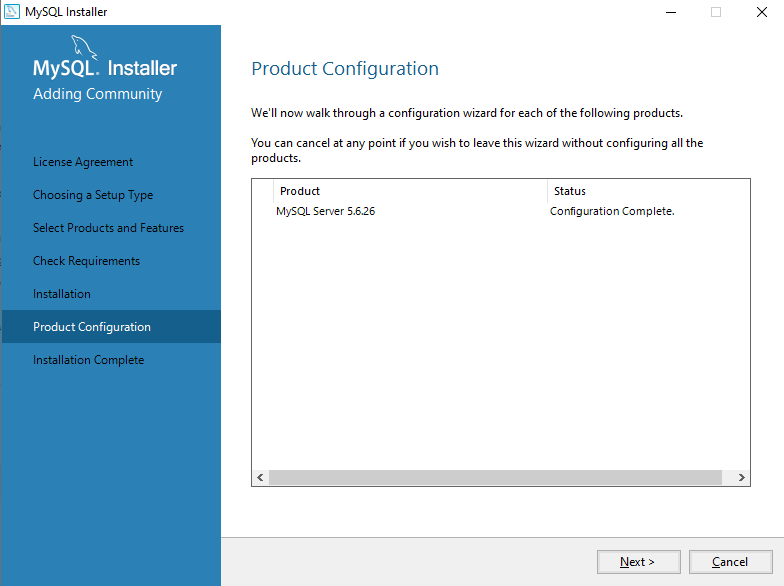 MySQL Installer
MySQL. Installer
Adding Community
License Agreement
Choosing a Setup Type
Select Products and Features
Check Requirements
Installation
Product Configuration
Installation Complete
Product Configuration
We'll now walk through a configuration wizard for each of the following products.
You can cancel at any point if you wish to leave this wizard without configuring all the
products.
Product Status
MySQL Server 5.6.26 Configuration Complete.
Next > Cancel